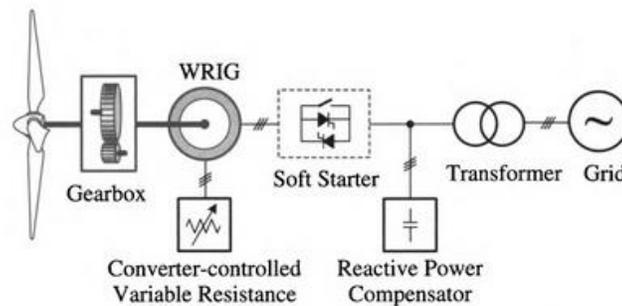 WRIG
Gearbox
Soft Starter
Transformer
Grid
Converter-controlled
Variable Resistance
Reactive Power
Compensator